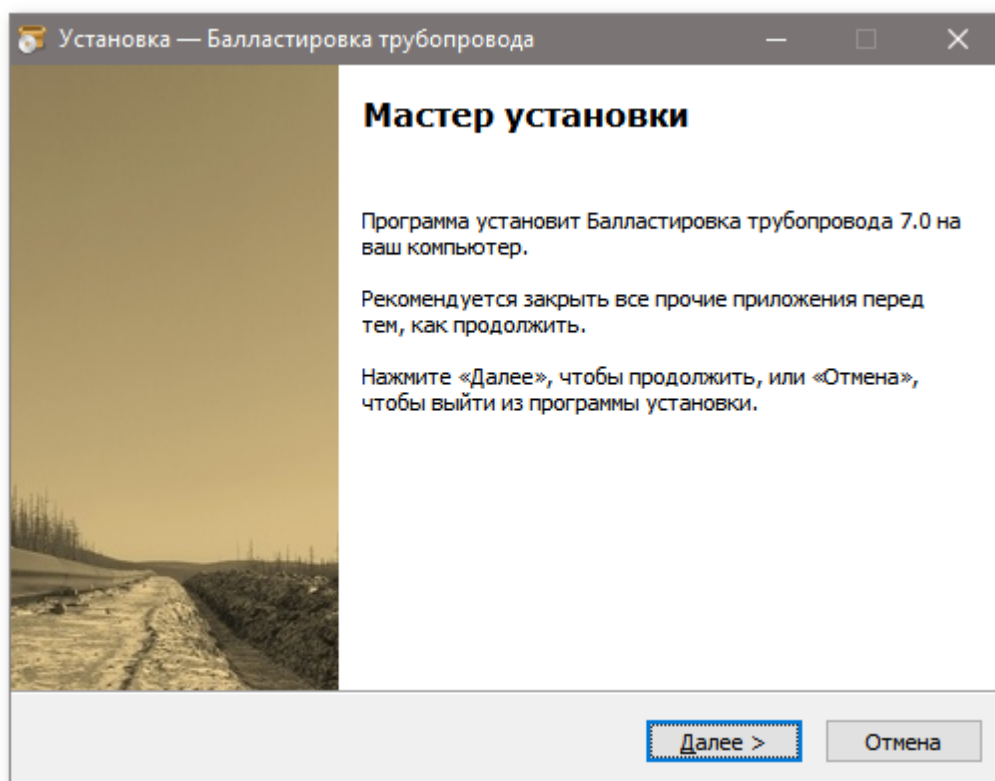 Установка — Балластировка трубопровода
Мастер установки
Программа установит Балластировка трубопровода 7.0 на
ваш компьютер.
Рекомендуется закрыть все прочие приложения перед
тем, как продолжить.
Нажмите «Далее», чтобы продолжить, или «Отмена»,
чтобы выйти из программы установки.
Далее >
Отмена